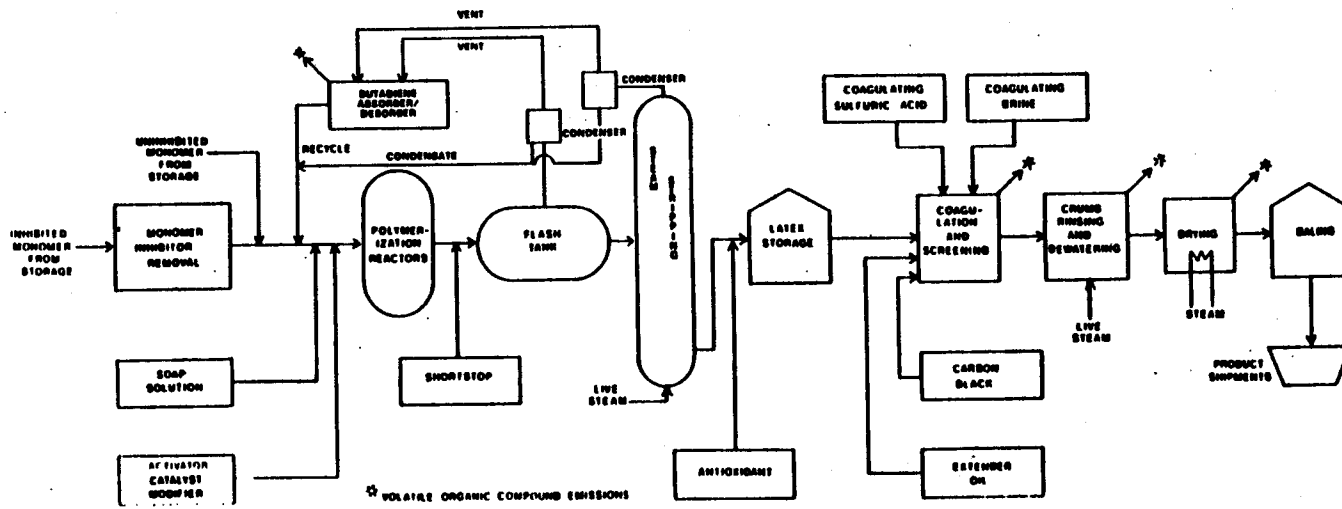 VENT
VENT
CONDENSER
BUTADIENE
ABSORBER/
DESORBER
CONDENSER
COAGULATING
SULFURIC ACID
COAGULATING
BRINE
UNINHIBITED
MONOMER
FROM
STORAGE
RECYCLE
CONDENSATE
STEAM
STRIPPING
INHIBITED
MONOMER
FROM
STORAGE
MONOMER
INHIBITOR
REMOVAL
POLYMER-
IZATION
REACTORS
FLASH
TANK
LATEX
STORAGE
COAGU-
LATION
AND
SCREENING
CRUMB
RINSING
AND
DEWATERING
DRYING
BALING
STEAM
LIVE
STEAM
SOAP
SOLUTION
SHORTSTOP
LIVE
STEAM
CARBON
BLACK
PRODUCT
SHIPMENTS
ACTIVATOR
CATALYST
MODIFIER
ANTIOXIDANT
EXTENDER
OIL
☆ VOLATILE ORGANIC COMPOUND EMISSIONS